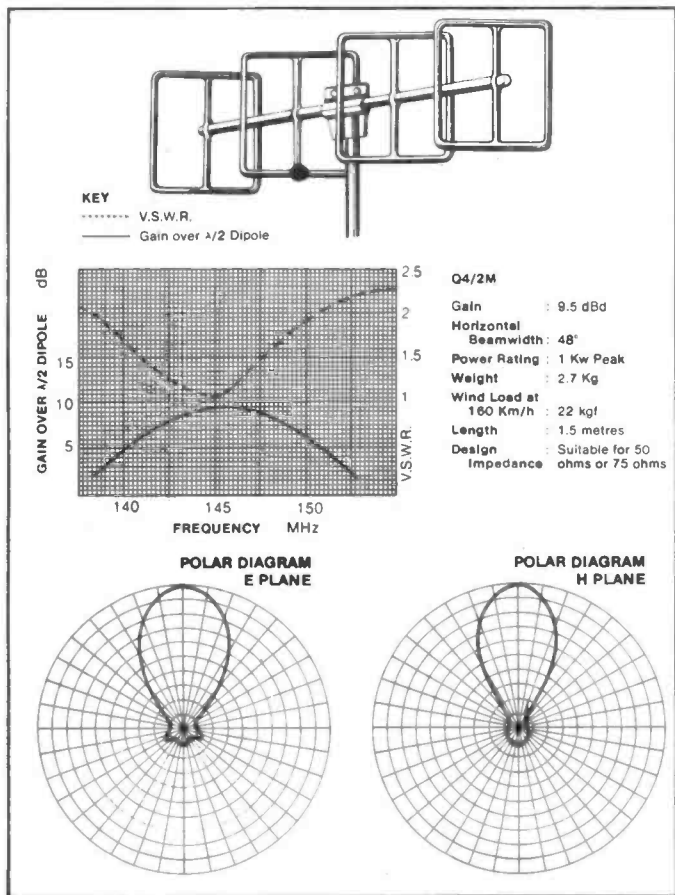 KEY
V.S.W.R.
Gain over λ/2 Dipole
GAIN OVER λ/2 DIPOLE dB
15
10
5
2.5
2
1.5
1
V.S.W.R.
140
145
150
FREQUENCY MHz
Q4/2M
Gain : 9.5 dBd
Horizontal
Beamwidth : 48°
Power Rating : 1 Kw Peak
Weight : 2.7 Kg
Wind Load at
160 Km/h : 22 kgf
Length : 1.5 metres
Design : Suitable for 50
Impedance ohms or 75 ohms
POLAR DIAGRAM
E PLANE
POLAR DIAGRAM
H PLANE